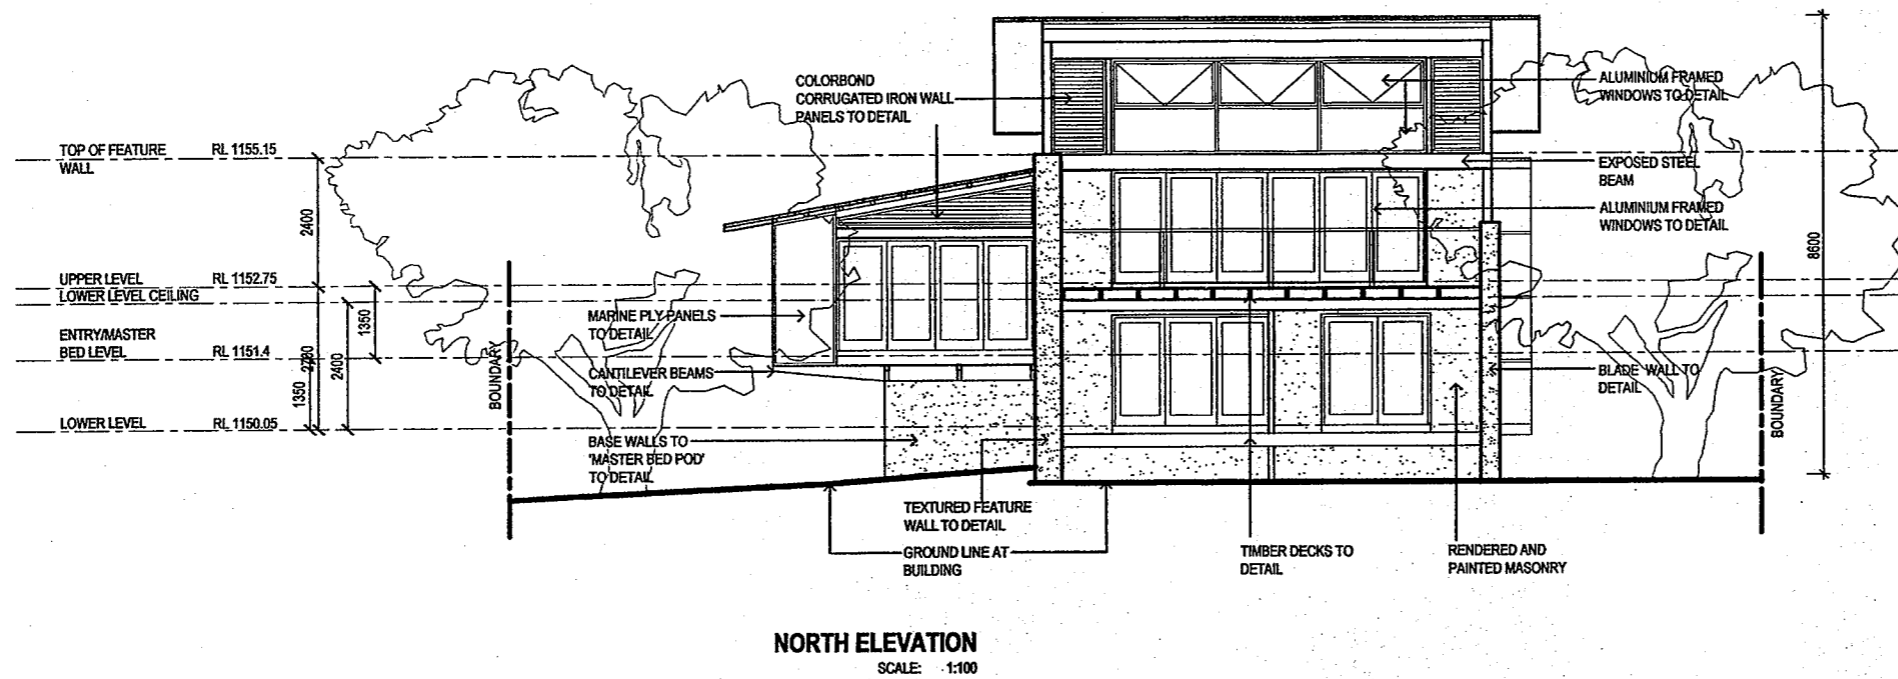 COLORBOND
CORRUGATED IRON WALL
PANELS TO DETAIL
ALUMINIUM FRAMED
WINDOWS TO DETAIL
TOP OF FEATURE
WALL
RL 1155.15
EXPOSED STEEL
BEAM
ALUMINIUM FRAMED
WINDOWS TO DETAIL
2400
8600
UPPER LEVEL
RL 1152.75
LOWER LEVEL CEILING
MARINE PLY PANELS
TO DETAIL
1350
ENTRY/MASTER
BED LEVEL
RL 1151.4
2400
1350
CANTILEVER BEAMS
TO DETAIL
BLADE WALL TO
DETAIL
BOUNDARY
BOUNDARY
LOWER LEVEL
RL 1150.05
BASE WALLS TO
'MASTER BED POD'
TO DETAIL
TEXTURED FEATURE
WALL TO DETAIL
GROUND LINE AT
BUILDING
TIMBER DECKS TO
DETAIL
RENDERED AND
PAINTED MASONRY
NORTH ELEVATION
SCALE: 1:100